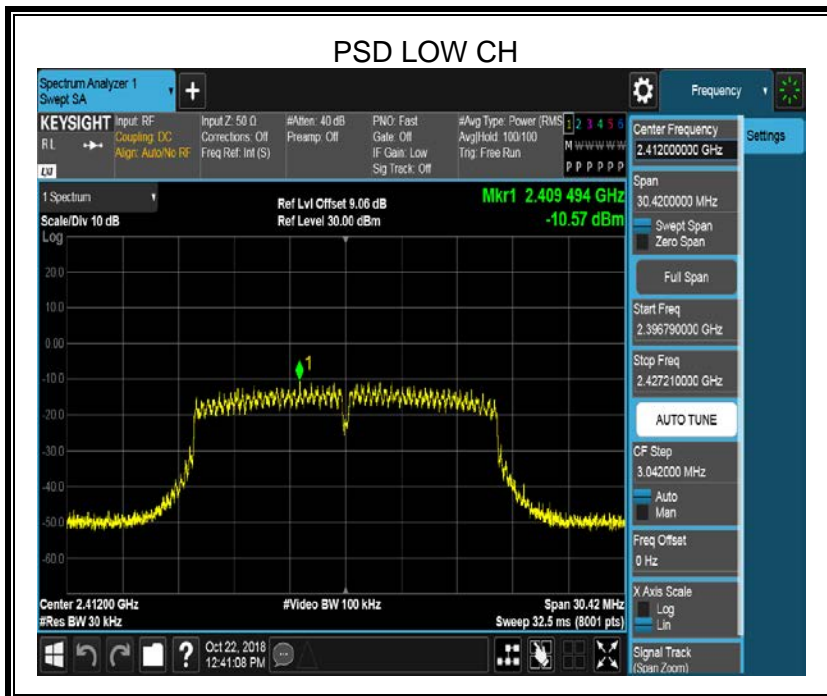 PSD LOW CH
Spectrum Analyzer 1
Swept SA
+
Frequency
KEYSIGHT
RL
LXI
Input: RF
Coupling: DC
Align: Auto/No RF
Input Z: 50 Ω
Corrections: Off
Freq Ref: Int (S)
#Atten: 40 dB
Preamp: Off
PNO: Fast
Gate: Off
IF Gain: Low
Sig Track: Off
#Avg Type: Power (RMS
Avg|Hold: 100/100
Trig: Free Run
1 2 3 4 5 6
M W W W W W
P P P P P P
1 Spectrum
Scale/Div 10 dB
Log
Ref Lvl Offset 9.06 dB
Ref Level 30.00 dBm
Mkr1 2.409 494 GHz
-10.57 dBm
20.0
10.0
0.00
-10.0
-20.0
-30.0
-40.0
-50.0
-60.0
1
Center 2.41200 GHz
#Res BW 30 kHz
#Video BW 100 kHz
Span 30.42 MHz
Sweep 32.5 ms (8001 pts)
Center Frequency
2.412000000 GHz
Settings
Span
30.4200000 MHz
Swept Span
Zero Span
Full Span
Start Freq
2.396790000 GHz
Stop Freq
2.427210000 GHz
AUTO TUNE
CF Step
3.042000 MHz
Auto
Man
Freq Offset
0 Hz
X Axis Scale
Log
Lin
Signal Track
(Span Zoom)
?
Oct 22, 2018
12:41:08 PM